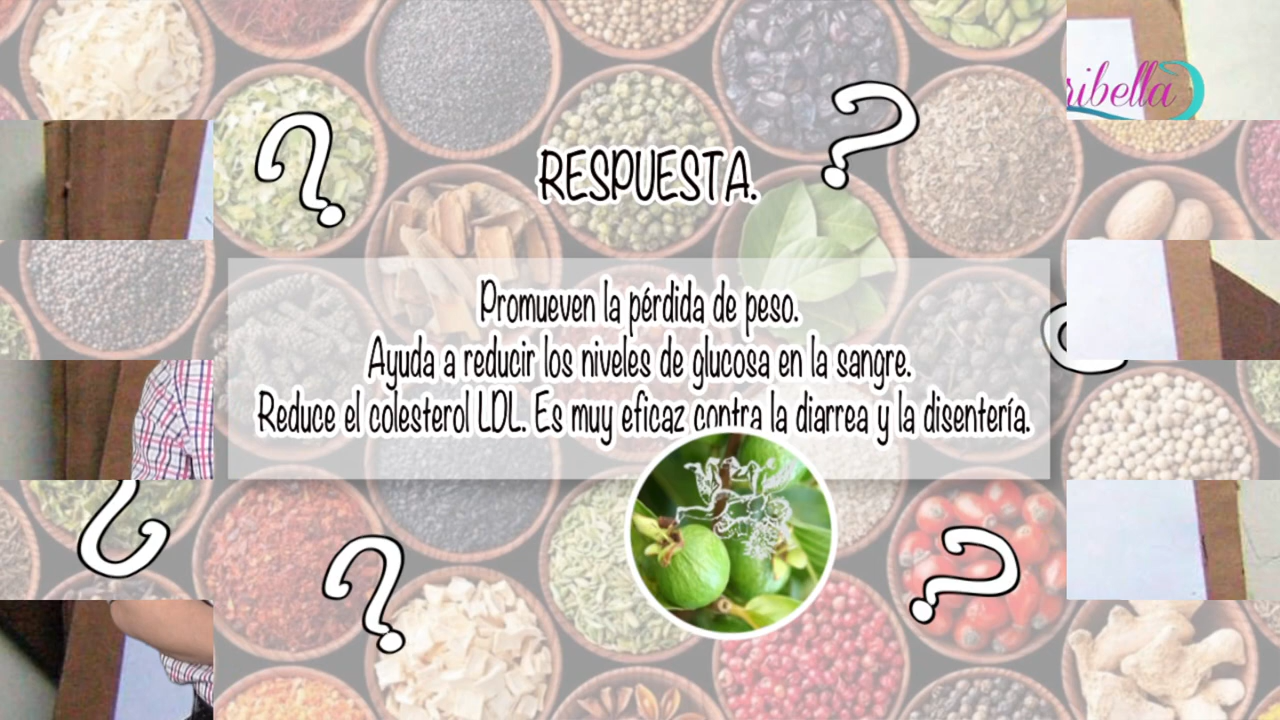 ribella
RESPUESTA.
Promueven la pérdida de peso.
Ayuda a reducir los niveles de glucosa en la sangre.
Reduce el colesterol LDL. Es muy eficaz contra la diarrea y la disentería.